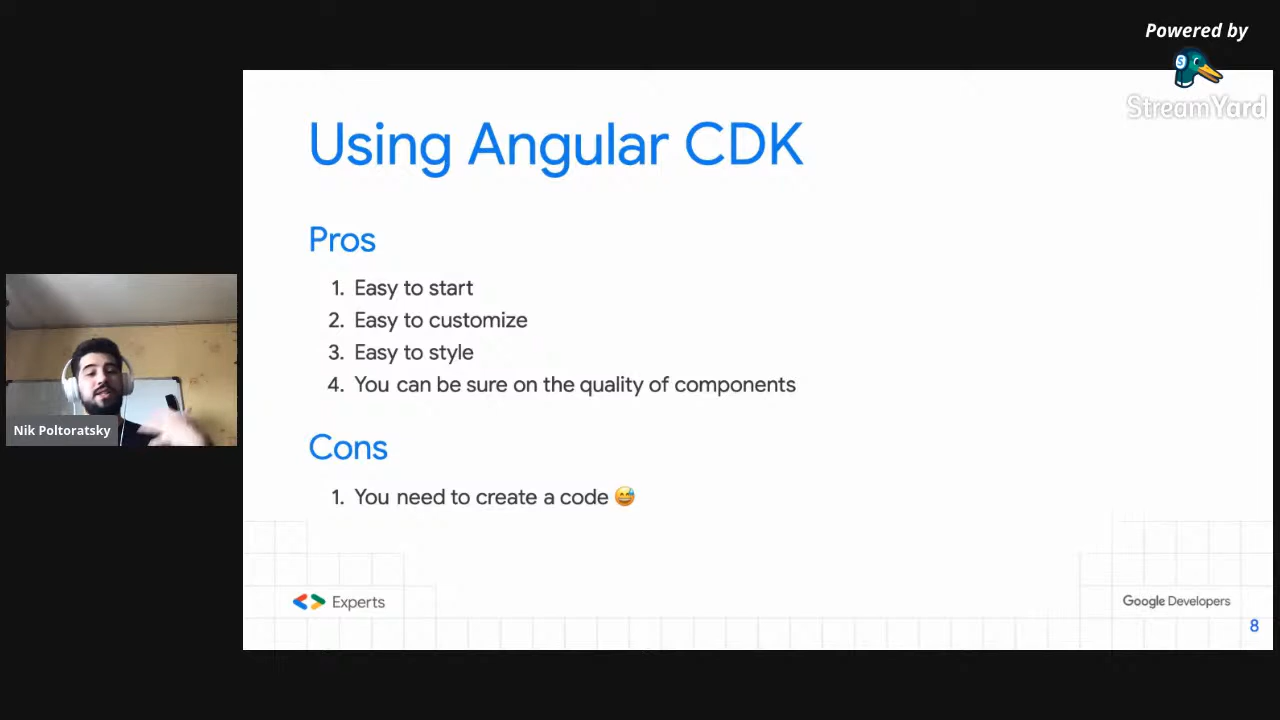 Powered by
StreamYard
Using Angular CDK
Pros
1. Easy to start
2. Easy to customize
3. Easy to style
4. You can be sure on the quality of components
Cons
1. You need to create a code 😅
Nik Poltoratsky
Experts
Google Developers
8